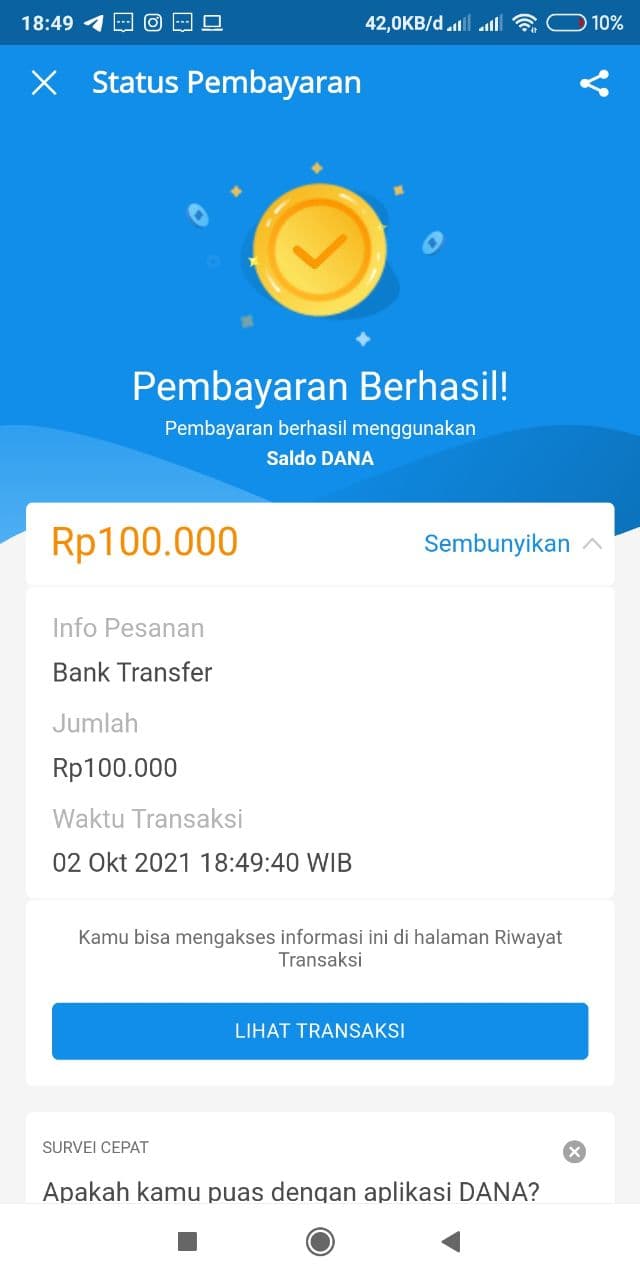 18:49
42,0KB/d
10%
Status Pembayaran
Pembayaran Berhasil!
Pembayaran berhasil menggunakan
Saldo DANA
Rp100.000
Sembunyikan
Info Pesanan
Bank Transfer
Jumlah
Rp100.000
Waktu Transaksi
02 Okt 2021 18:49:40 WIB
Kamu bisa mengakses informasi ini di halaman Riwayat
Transaksi
LIHAT TRANSAKSI
SURVEI CEPAT
Apakah kamu puas dengan aplikasi DANA?